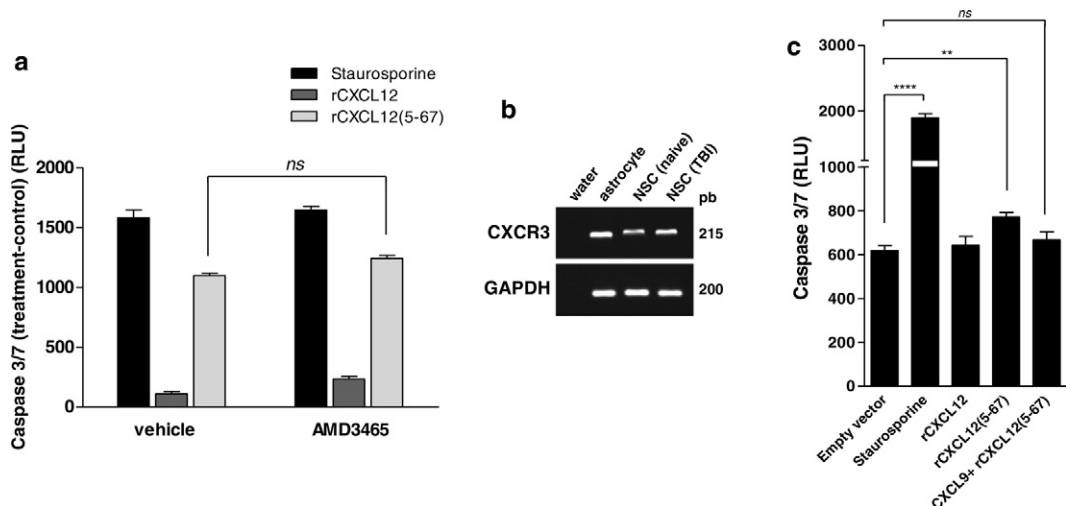 a
Staurosporine
rCXCL12
rCXCL12(5-67)
Caspase 3/7 (treatment-control) (RLU)
2000
1500
1000
500
0
ns
vehicle
AMD3465
b
water
astrocyte
NSC (naive)
NSC (TBI)
pb
CXCR3
215
GAPDH
200
c
ns
**
****
Caspase 3/7 (RLU)
3000
2000
1000
800
600
400
200
0
Empty vector
Staurosporine
rCXCL12
rCXCL12(5-67)
CXCL9+ rCXCL12(5-67)